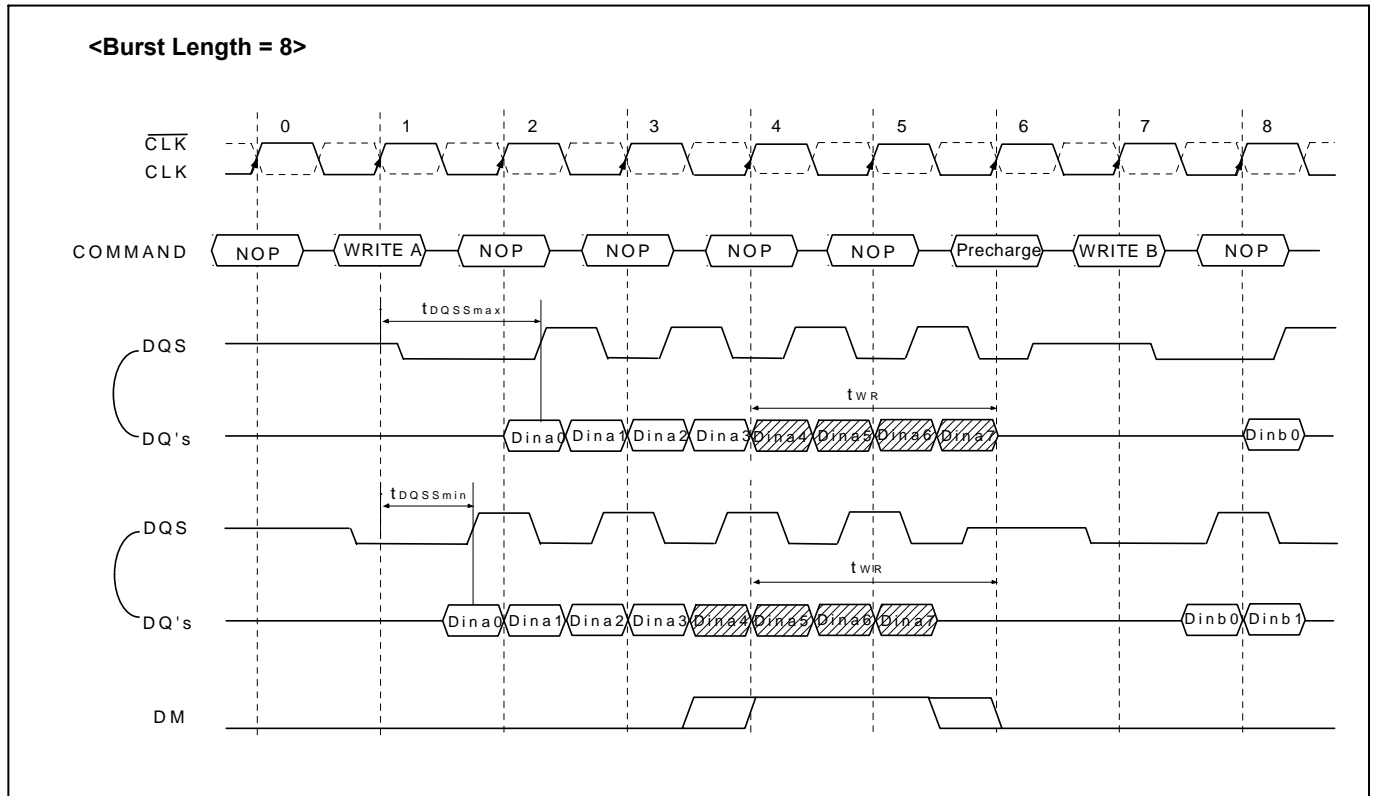 <Burst Length = 8>
0 1 2 3 4 5 6 7 8
CLK
CLK
COMMAND NOP WRITE A NOP NOP NOP NOP Precharge WRITE B NOP
tDQSSmax
DQS
tWR
DQ's Dina0 Dina1 Dina2 Dina3 Dina4 Dina5 Dina6 Dina7 Dinb0
tDQSSmin
DQS
tWR
DQ's Dina0 Dina1 Dina2 Dina3 Dina4 Dina5 Dina6 Dina7 Dinb0 Dinb1
DM